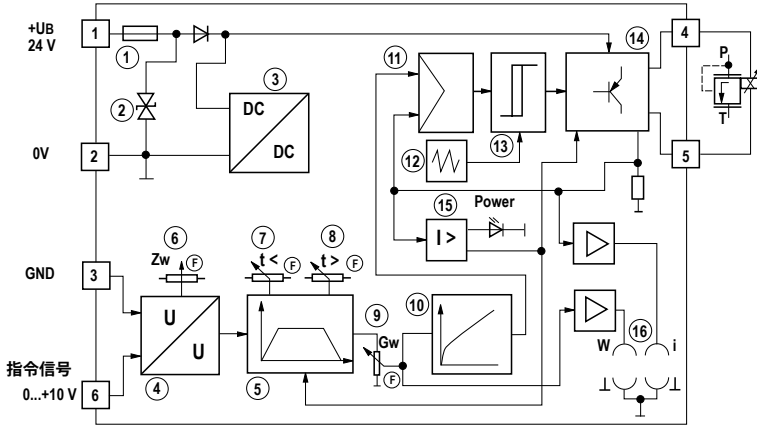 +UB
24 V
1
1
2
3
DC
DC
11
14
4
P
T
0V
2
12
13
5
15
Power
I >
6
Zw
F
7
t <
F
8
t >
F
GND
3
U
U
4
5
9
Gw
F
10
W
16
i
指令信号
0...+10 V
6